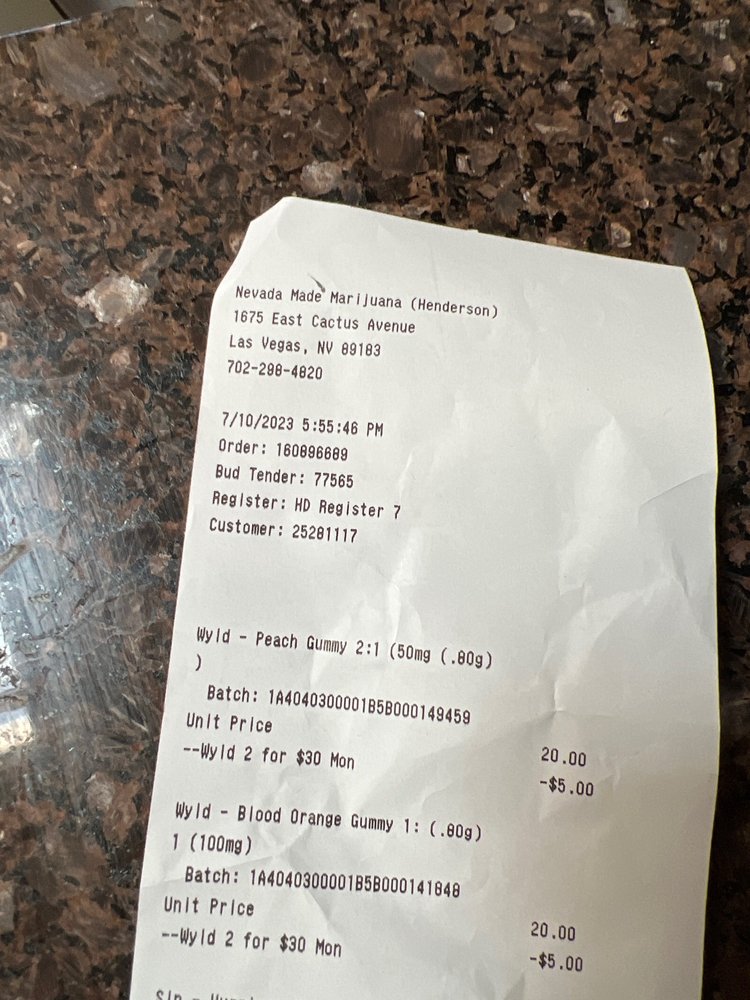 Nevada Made Marijuana (Henderson)
1675 East Cactus Avenue
Las Vegas, NV 89183
702-298-4820
7/10/2023 5:55:46 PM
Order: 160896689
Bud Tender: 77565
Register: HD Register 7
Customer: 25281117
Wyld - Peach Gummy 2:1 (50mg (.80g)
)
Batch: 1A4040300001B5B000149459
Unit Price 20.00
--Wyld 2 for $30 Mon -$5.00
Wyld - Blood Orange Gummy 1: (.80g)
1 (100mg)
Batch: 1A4040300001B5B000141848
Unit Price 20.00
--Wyld 2 for $30 Mon -$5.00